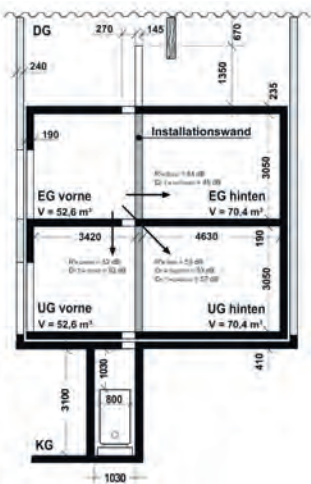 270
145
DG
670
240
1350
235
190
Installationswand
3050
EG vorne
V = 52,6 m³
EG hinten
V = 70,4 m³
3420
4630
190
3050
UG vorne
V = 52,6 m³
UG hinten
V = 70,4 m³
410
1030
3100
800
KG
1030